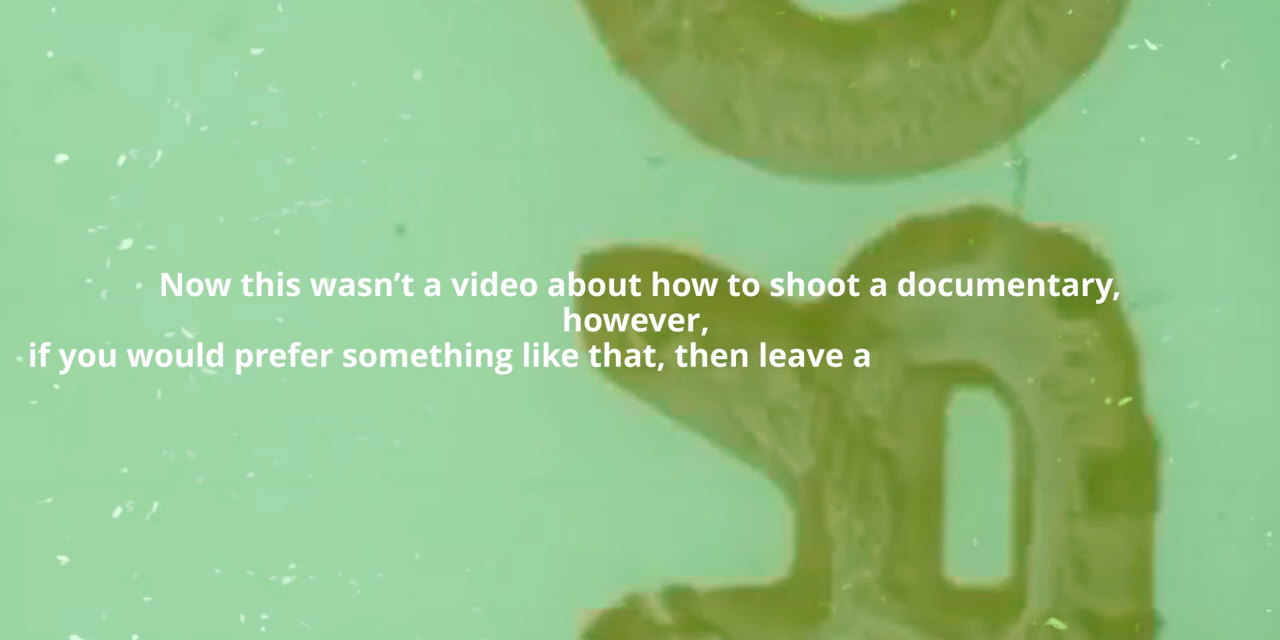 Now this wasn’t a video about how to shoot a documentary,
however,
if you would prefer something like that, then leave a